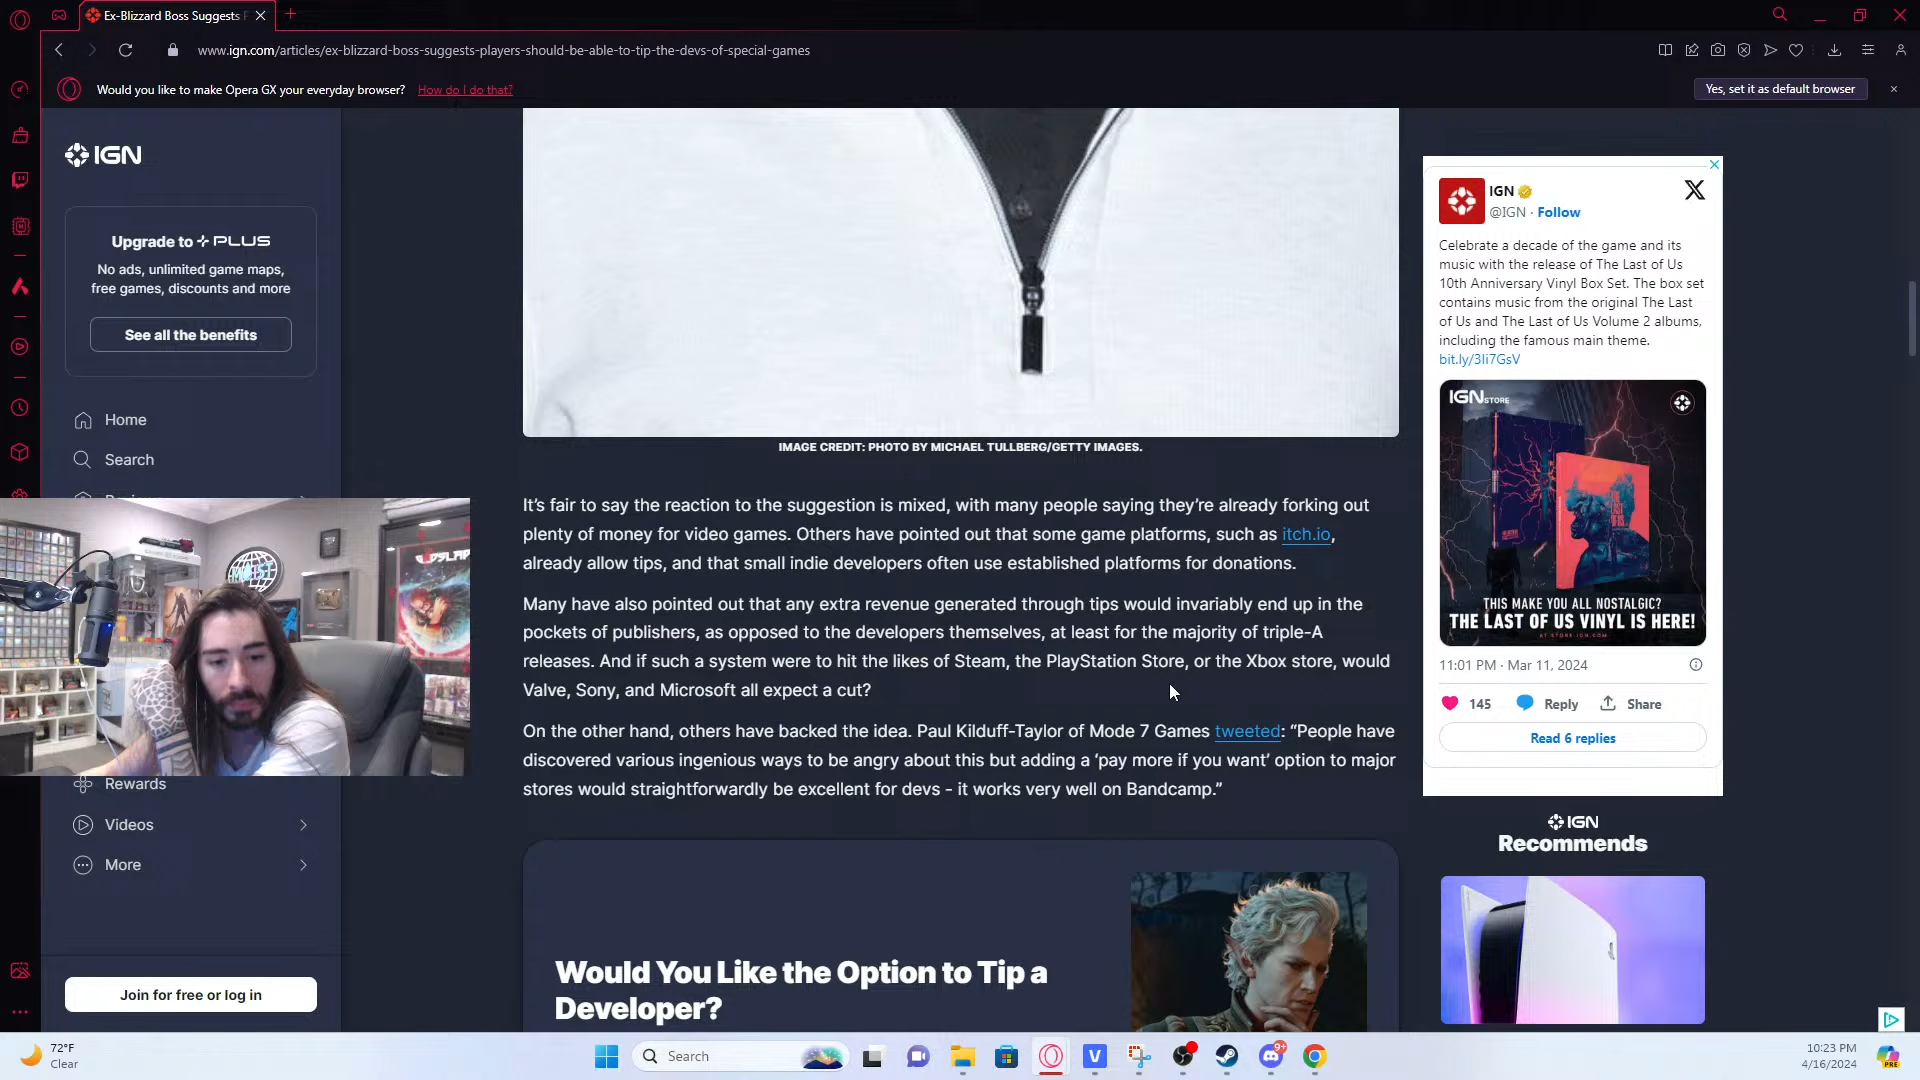 Ex-Blizzard Boss Suggests P
www.ign.com/articles/ex-blizzard-boss-suggests-players-should-be-able-to-tip-the-devs-of-special-games
Would you like to make Opera GX your everyday browser? How do I do that?
Yes, set it as default browser
IGN
Upgrade to PLUS
No ads, unlimited game maps,
free games, discounts and more
See all the benefits
Home
Search
Rewards
Videos
More
Join for free or log in
MOIST
IMAGE CREDIT: PHOTO BY MICHAEL TULLBERG/GETTY IMAGES.
It's fair to say the reaction to the suggestion is mixed, with many people saying they're already forking out
plenty of money for video games. Others have pointed out that some game platforms, such as itch.io,
already allow tips, and that small indie developers often use established platforms for donations.
Many have also pointed out that any extra revenue generated through tips would invariably end up in the
pockets of publishers, as opposed to the developers themselves, at least for the majority of triple-A
releases. And if such a system were to hit the likes of Steam, the PlayStation Store, or the Xbox store, would
Valve, Sony, and Microsoft all expect a cut?
On the other hand, others have backed the idea. Paul Kilduff-Taylor of Mode 7 Games tweeted: “People have
discovered various ingenious ways to be angry about this but adding a ‘pay more if you want’ option to major
stores would straightforwardly be excellent for devs - it works very well on Bandcamp.”
Would You Like the Option to Tip a
Developer?
IGN
@IGN · Follow
Celebrate a decade of the game and its
music with the release of The Last of Us
10th Anniversary Vinyl Box Set. The box set
contains music from the original The Last
of Us and The Last of Us Volume 2 albums,
including the famous main theme.
bit.ly/3Ii7GsV
IGN STORE
THIS MAKE YOU ALL NOSTALGIC?
THE LAST OF US VINYL IS HERE!
AT STORE.IGN.COM
11:01 PM · Mar 11, 2024
145 Reply Share
Read 6 replies
IGN
Recommends
72°F
Clear
Search
9+
10:23 PM
4/16/2024
PRE